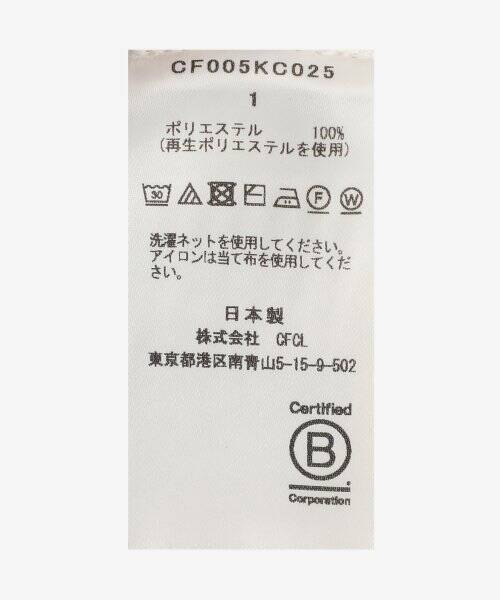 CF005KC025
1
ポリエステル 100%
(再生ポリエステルを使用)
30 F W
洗濯ネットを使用してください。
アイロンは当て布を使用してくだ
さい。
日本製
株式会社 CFCL
東京都港区南青山5-15-9-502
Certified
B
Corporation